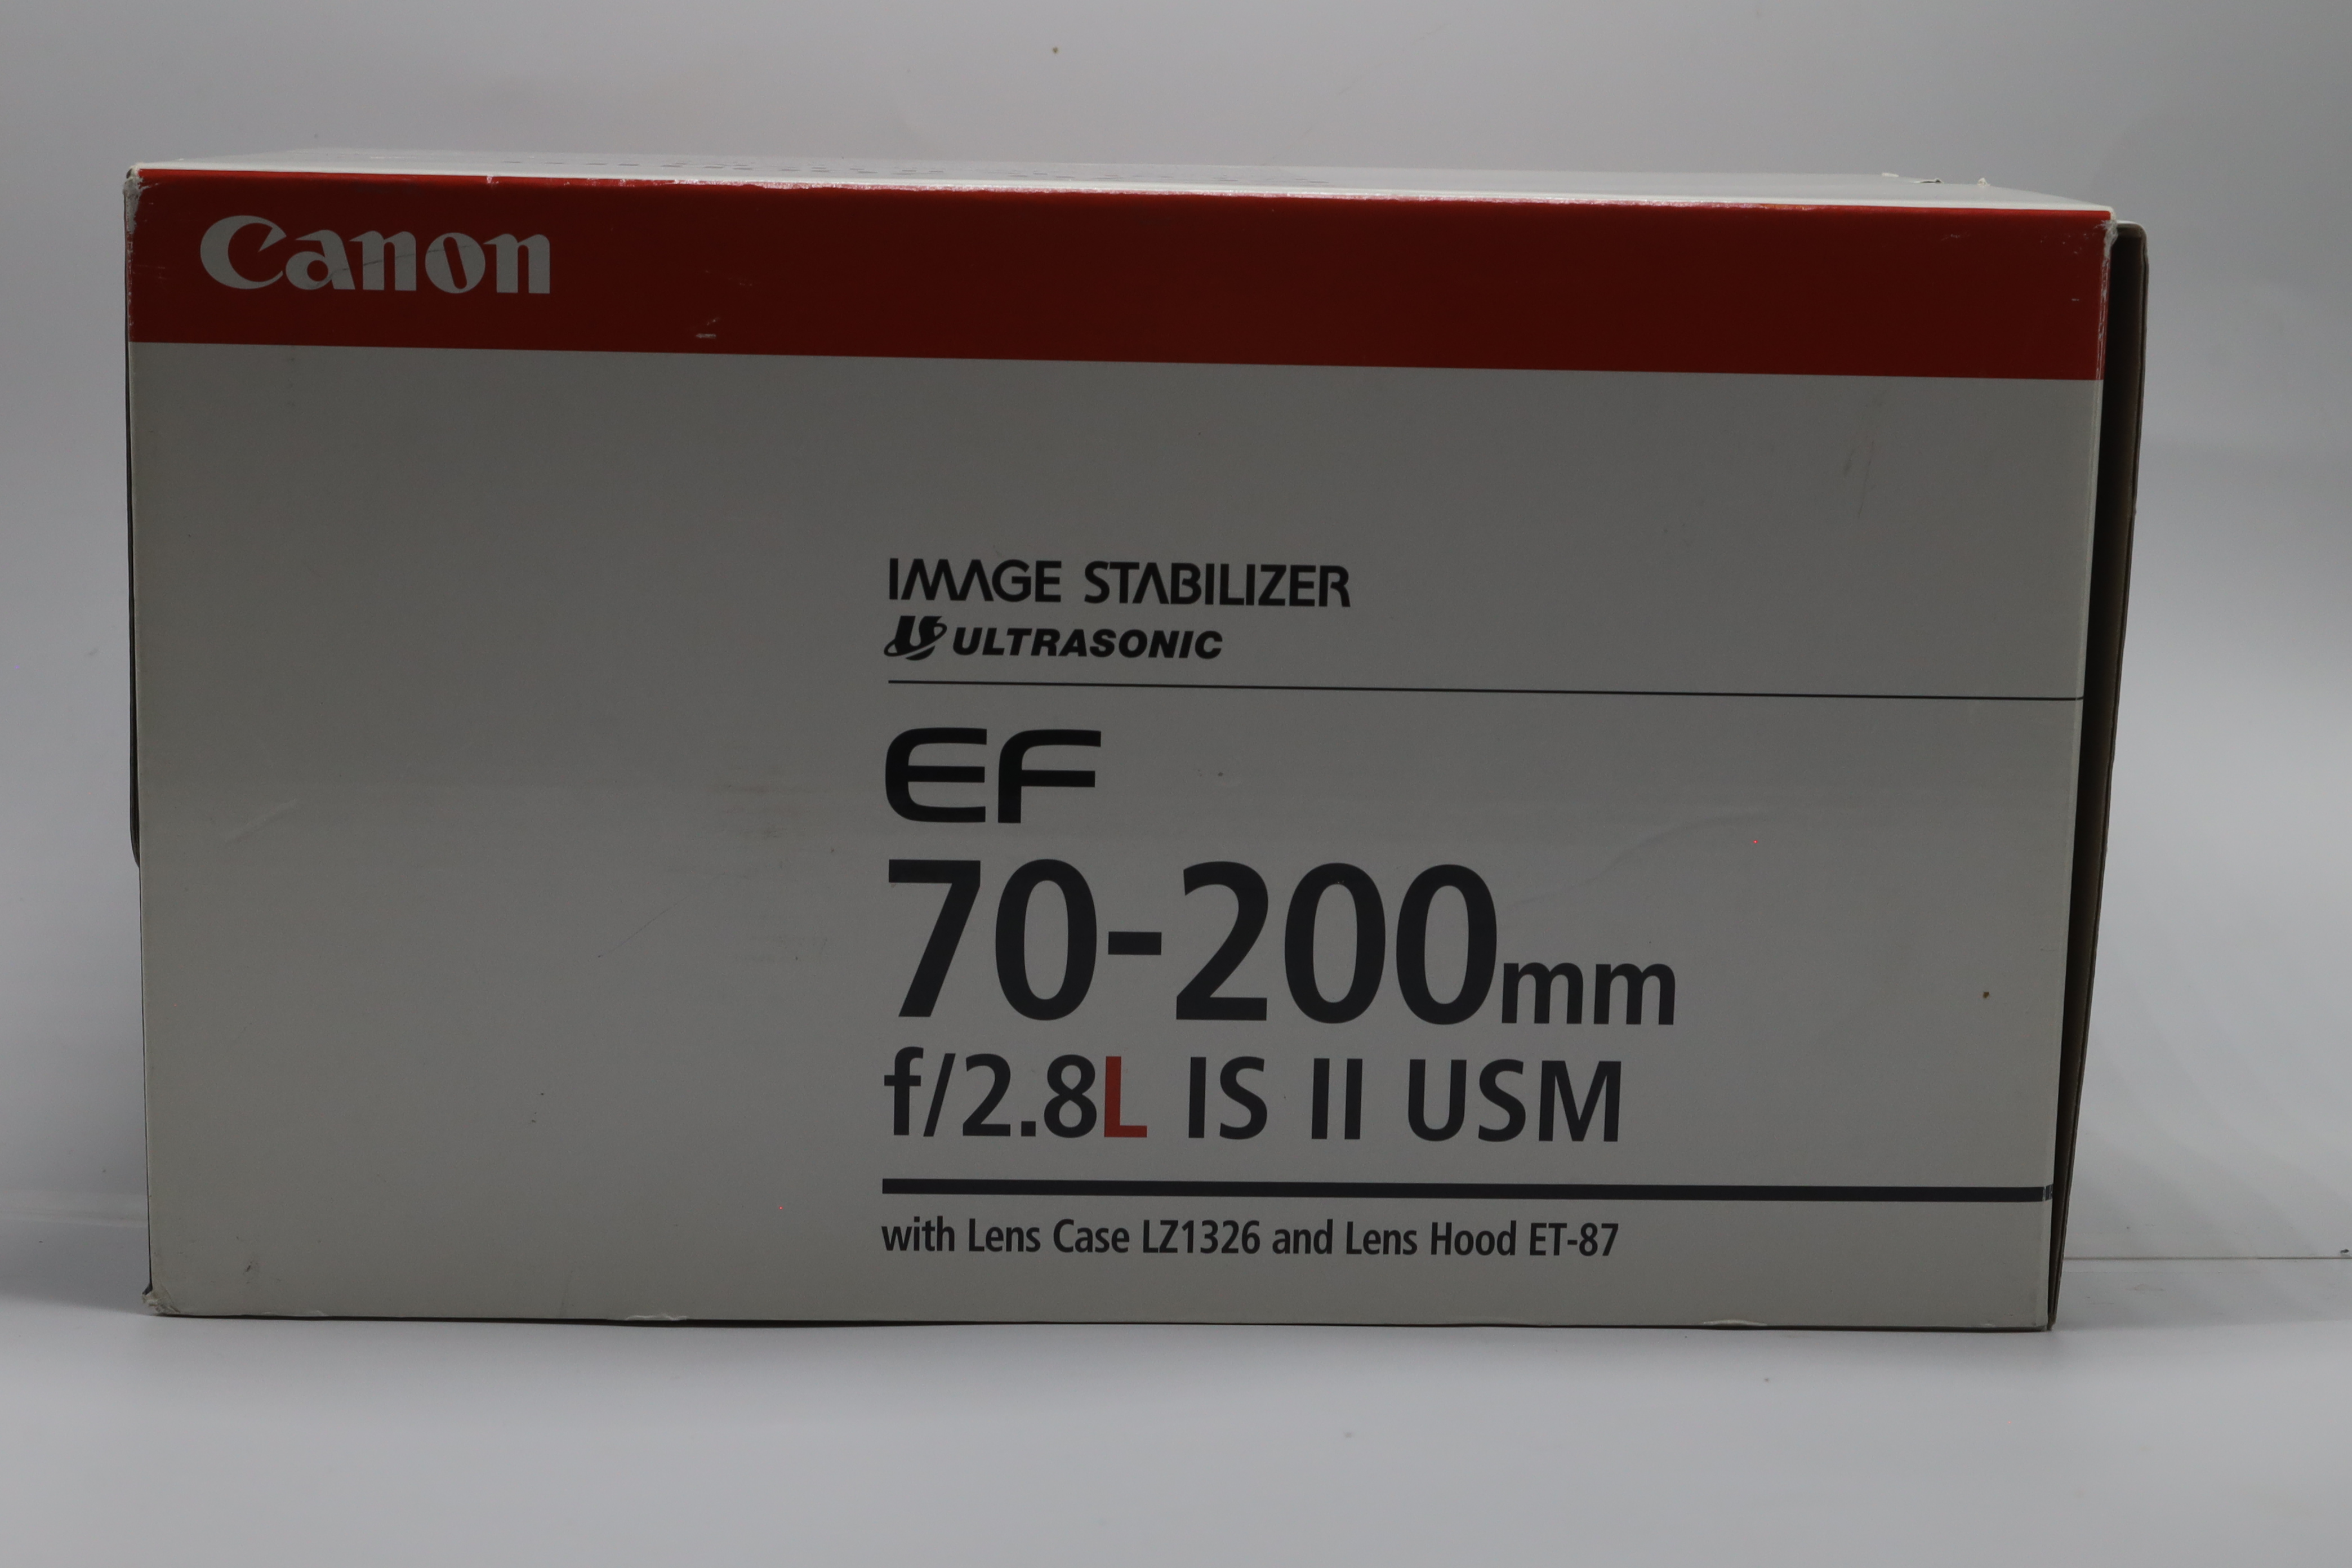 Canon
IMAGE STABILIZER
ULTRASONIC
EF
70-200mm
f/2.8L IS II USM
with Lens Case LZ1326 and Lens Hood ET-87